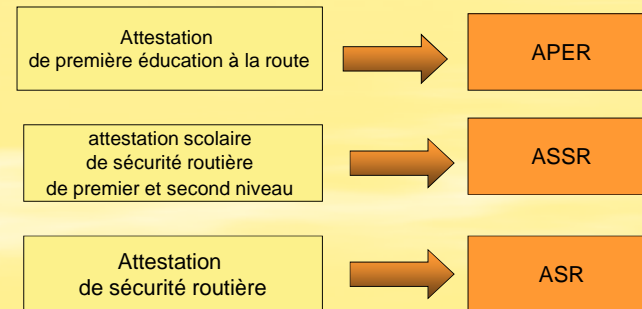 Attestation
de première éducation à la route
APER
attestation scolaire
de sécurité routière
de premier et second niveau
ASSR
Attestation
de sécurité routière
ASR